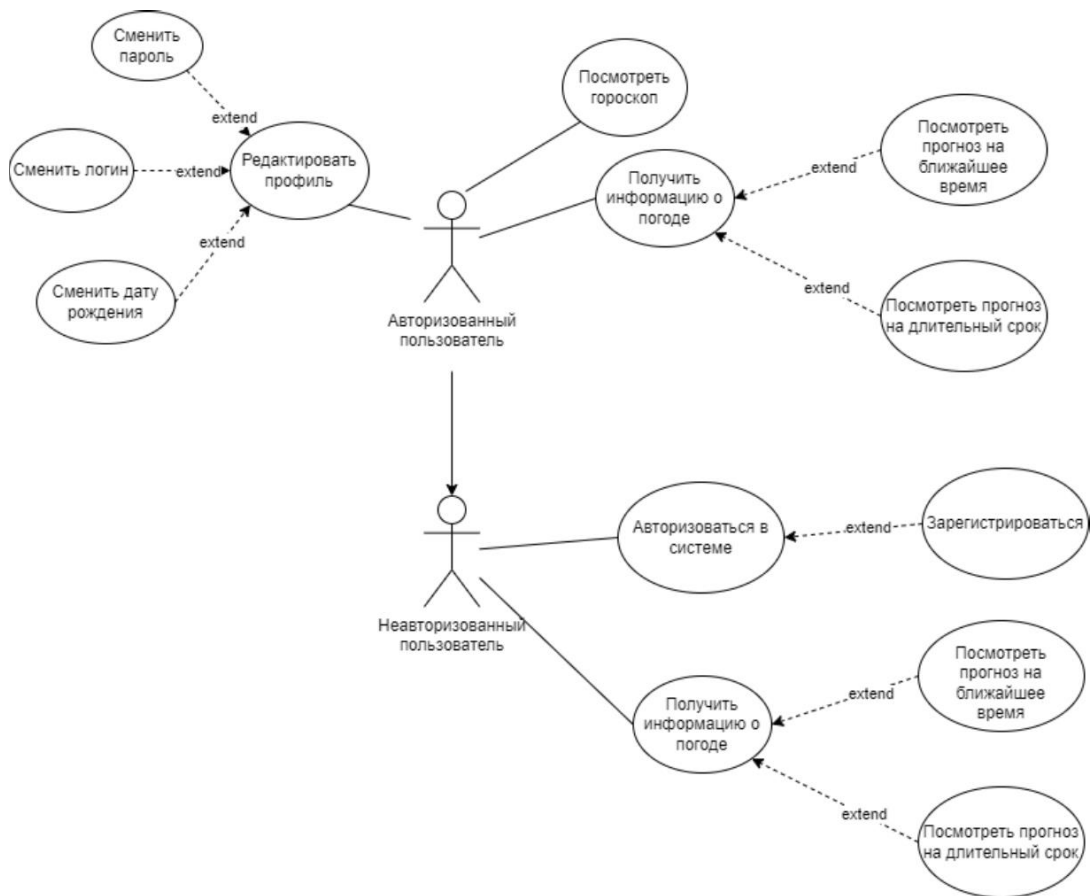 Сменить
пароль
extend
Сменить логин
extend
Редактировать
профиль
extend
Сменить дату
рождения
Посмотреть
гороскоп
Получить
информацию о
погоде
extend
Посмотреть
прогноз на
ближайшее
время
extend
Посмотреть прогноз
на длительный срок
Авторизованный
пользователь
Неавторизованный
пользователь
Авторизоваться в
системе
extend
Зарегистрироваться
Получить
информацию о
погоде
extend
Посмотреть
прогноз на
ближайшее
время
extend
Посмотреть прогноз
на длительный срок